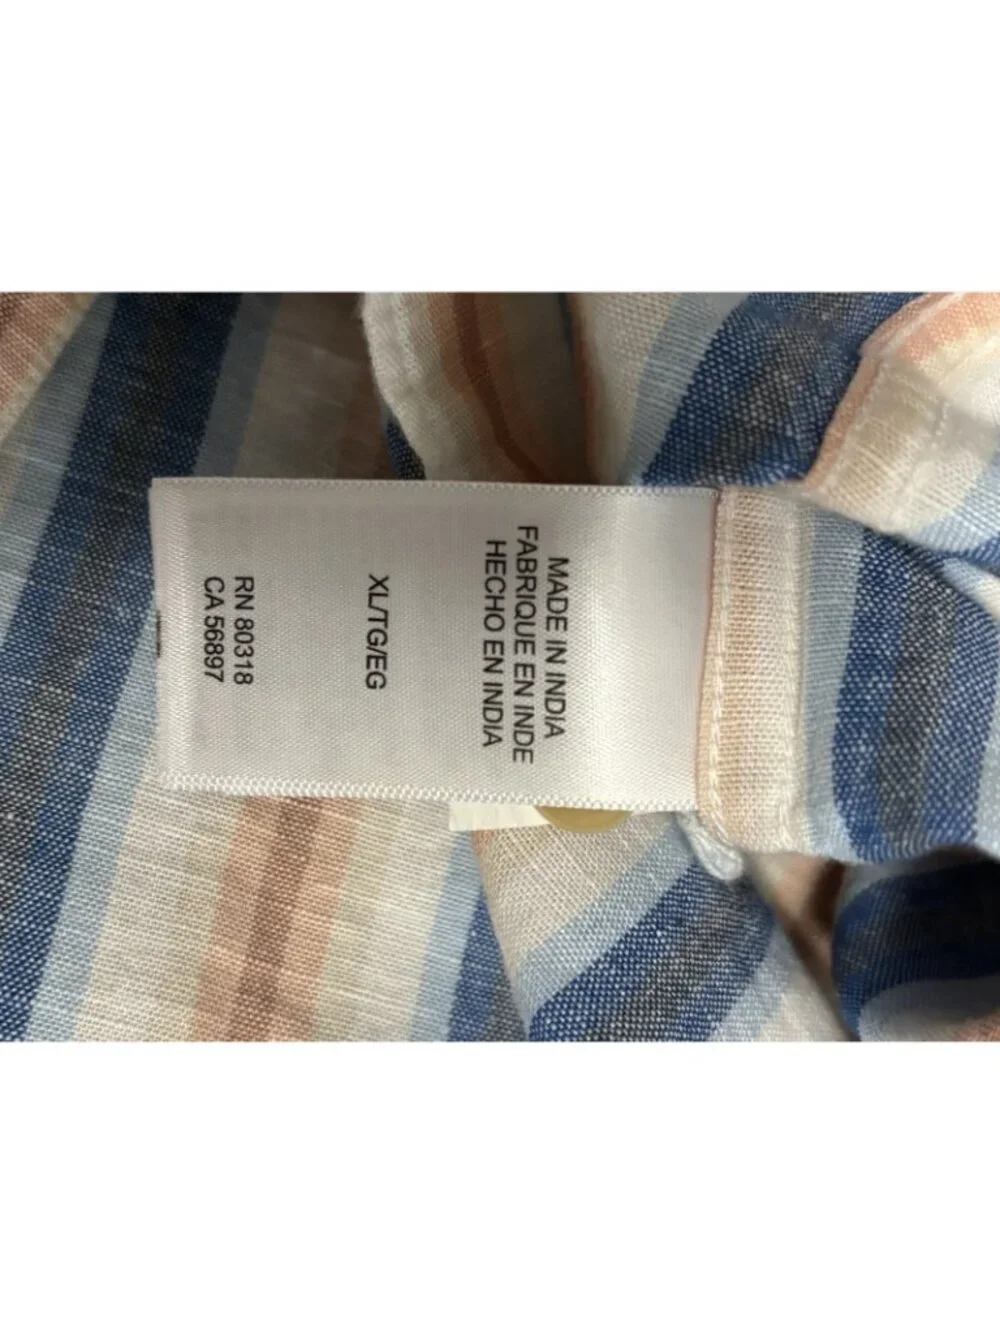 MADE IN INDIA
FABRIQUE EN INDE
HECHO EN INDIA
XL/TG/EG
RN 80318
CA 56897